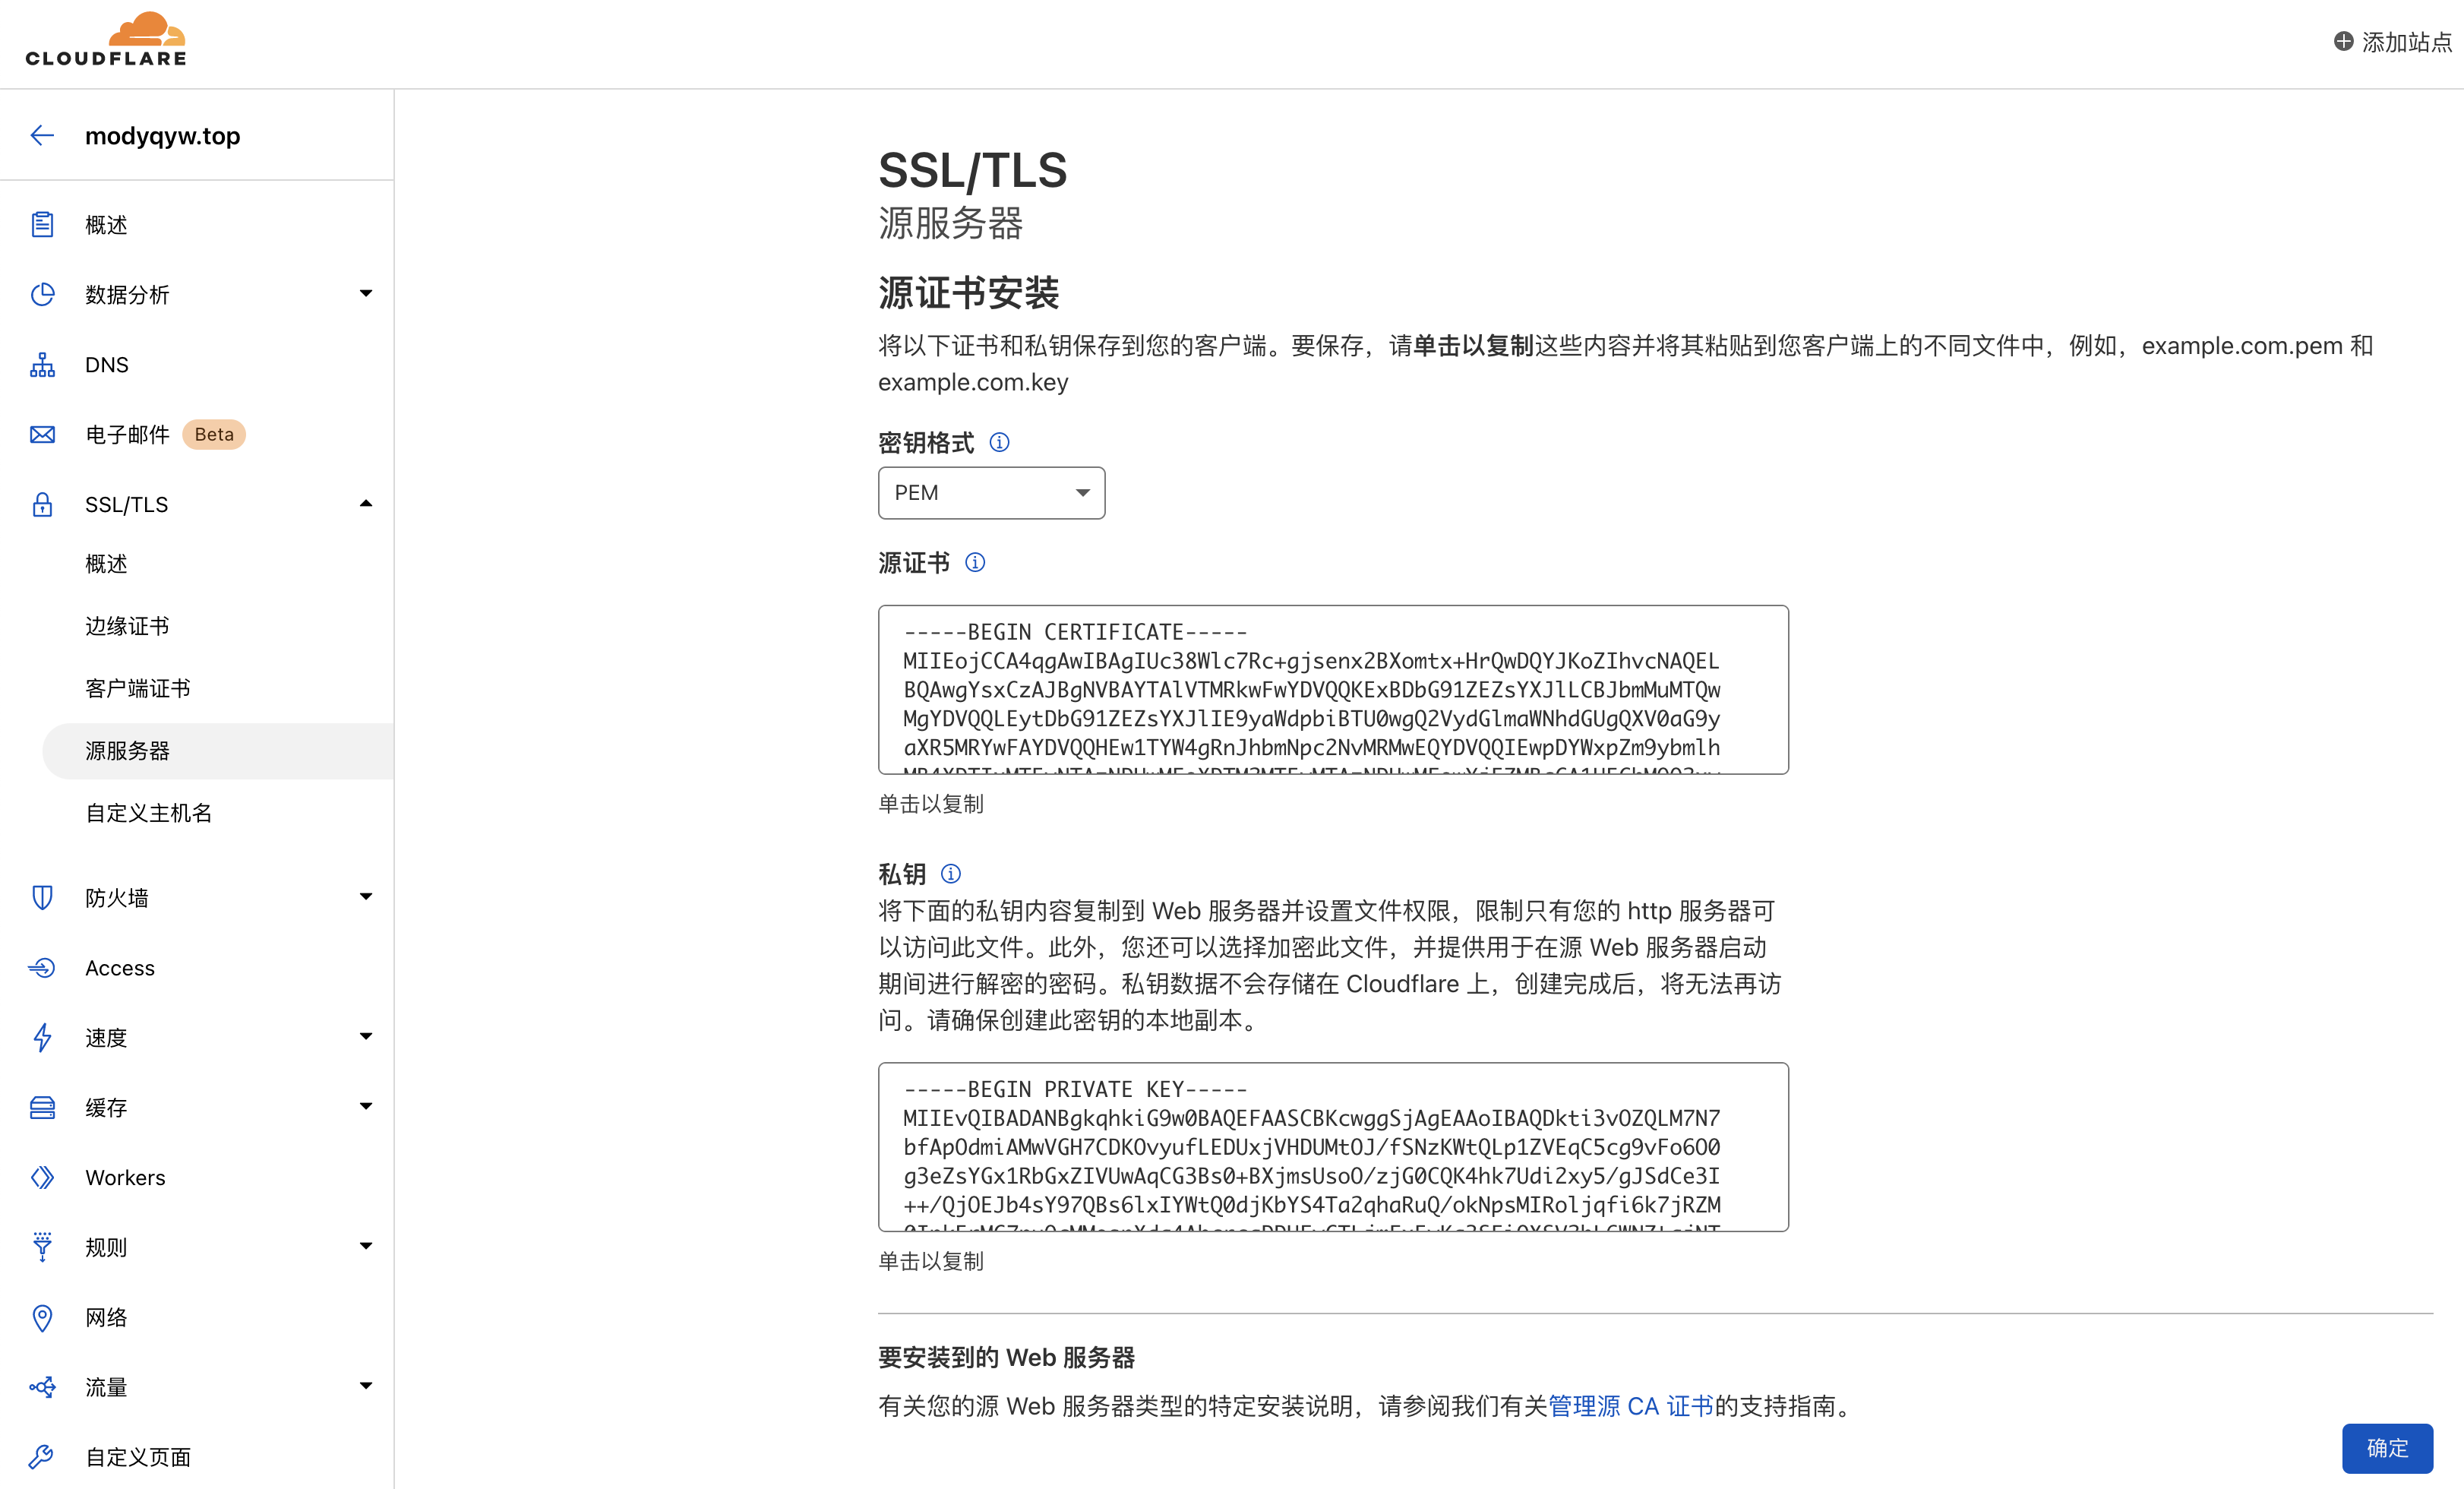 CLOUDFLARE
添加站点
modyqyw.top
概述
数据分析
DNS
电子邮件 Beta
SSL/TLS
概述
边缘证书
客户端证书
源服务器
自定义主机名
防火墙
Access
速度
缓存
Workers
规则
网络
流量
自定义页面
SSL/TLS
源服务器
源证书安装
将以下证书和私钥保存到您的客户端。要保存，请单击以复制这些内容并将其粘贴到您客户端上的不同文件中，例如，example.com.pem 和
example.com.key
密钥格式
PEM
源证书
-----BEGIN CERTIFICATE-----
MIIEojCCA4qgAwIBAgIUc38Wlc7Rc+gjsenx2BXomtx+HrQwDQYJKoZIhvcNAQEL
BQAwgYsxCzAJBgNVBAYTAlVTMRkwFwYDVQQKExBDbG91ZEZsYXJlLCBJbmMuMTQw
MgYDVQQLEytDbG91ZEZsYXJlIE9yaWdpbiBTU0wgQ2VydGlmaWNhdGUgQXV0aG9y
aXR5MRYwFAYDVQQHEw1TYW4gRnJhbmNpc2NvMRMwEQYDVQQIEwpDYWxpZm9ybmlh
单击以复制
私钥
将下面的私钥内容复制到 Web 服务器并设置文件权限，限制只有您的 http 服务器可
以访问此文件。此外，您还可以选择加密此文件，并提供用于在源 Web 服务器启动
期间进行解密的密码。私钥数据不会存储在 Cloudflare 上，创建完成后，将无法再访
问。请确保创建此密钥的本地副本。
-----BEGIN PRIVATE KEY-----
MIIEvQIBADANBgkqhkiG9w0BAQEFAASCBKcwggSjAgEAAoIBAQDkti3vOZQLM7N7
bfApOdmiAMwVGH7CDKOvyufLEDUxjVHDUMtOJ/fSNzKWtQLp1ZVEqC5cg9vFo6O0
g3eZsYGx1RbGxZIVUwAqCG3Bs0+BXjmsUsoO/zjG0CQK4hk7Udi2xy5/gJSdCe3I
++/QjOEJb4sY97QBs6lxIYWtQ0djKbYS4Ta2qhaRuQ/okNpsMIRoljqfi6k7jRZM
单击以复制
要安装到的 Web 服务器
有关您的源 Web 服务器类型的特定安装说明，请参阅我们有关管理源 CA 证书的支持指南。
确定